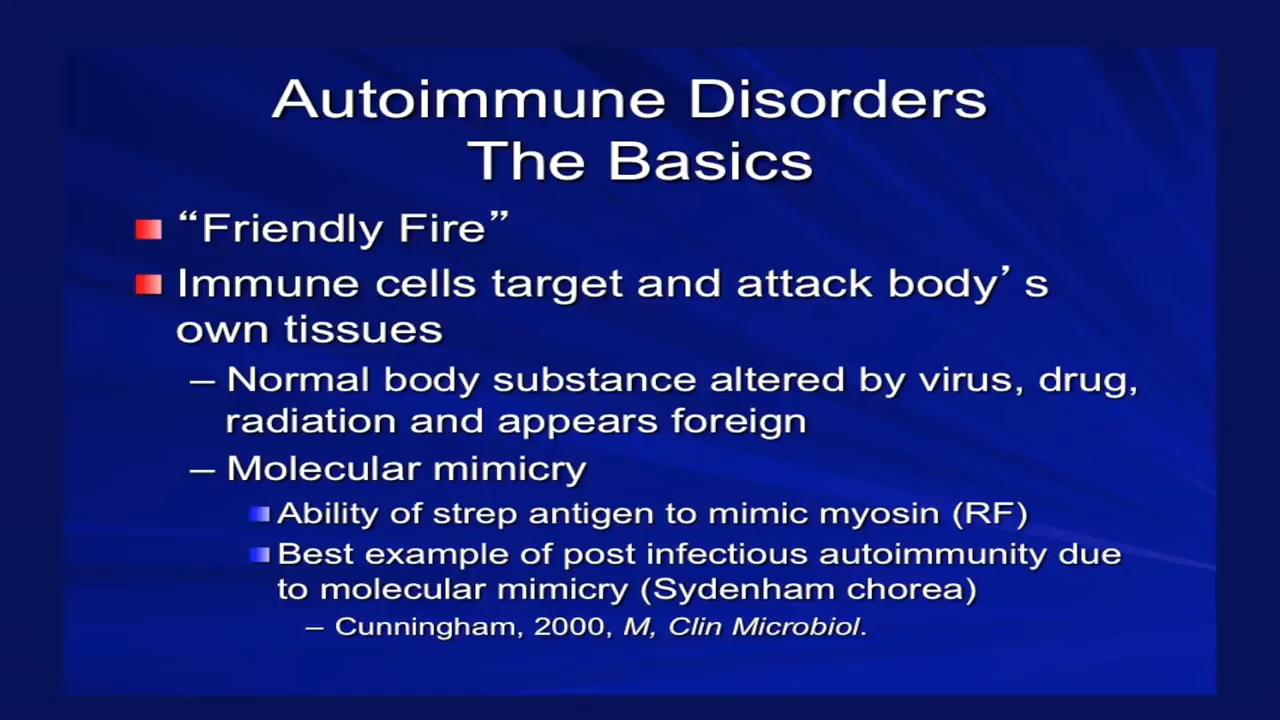 Autoimmune Disorders
The Basics
“Friendly Fire”
Immune cells target and attack body’s
own tissues
– Normal body substance altered by virus, drug,
radiation and appears foreign
– Molecular mimicry
Ability of strep antigen to mimic myosin (RF)
Best example of post infectious autoimmunity due
to molecular mimicry (Sydenham chorea)
– Cunningham, 2000, M, Clin Microbiol.